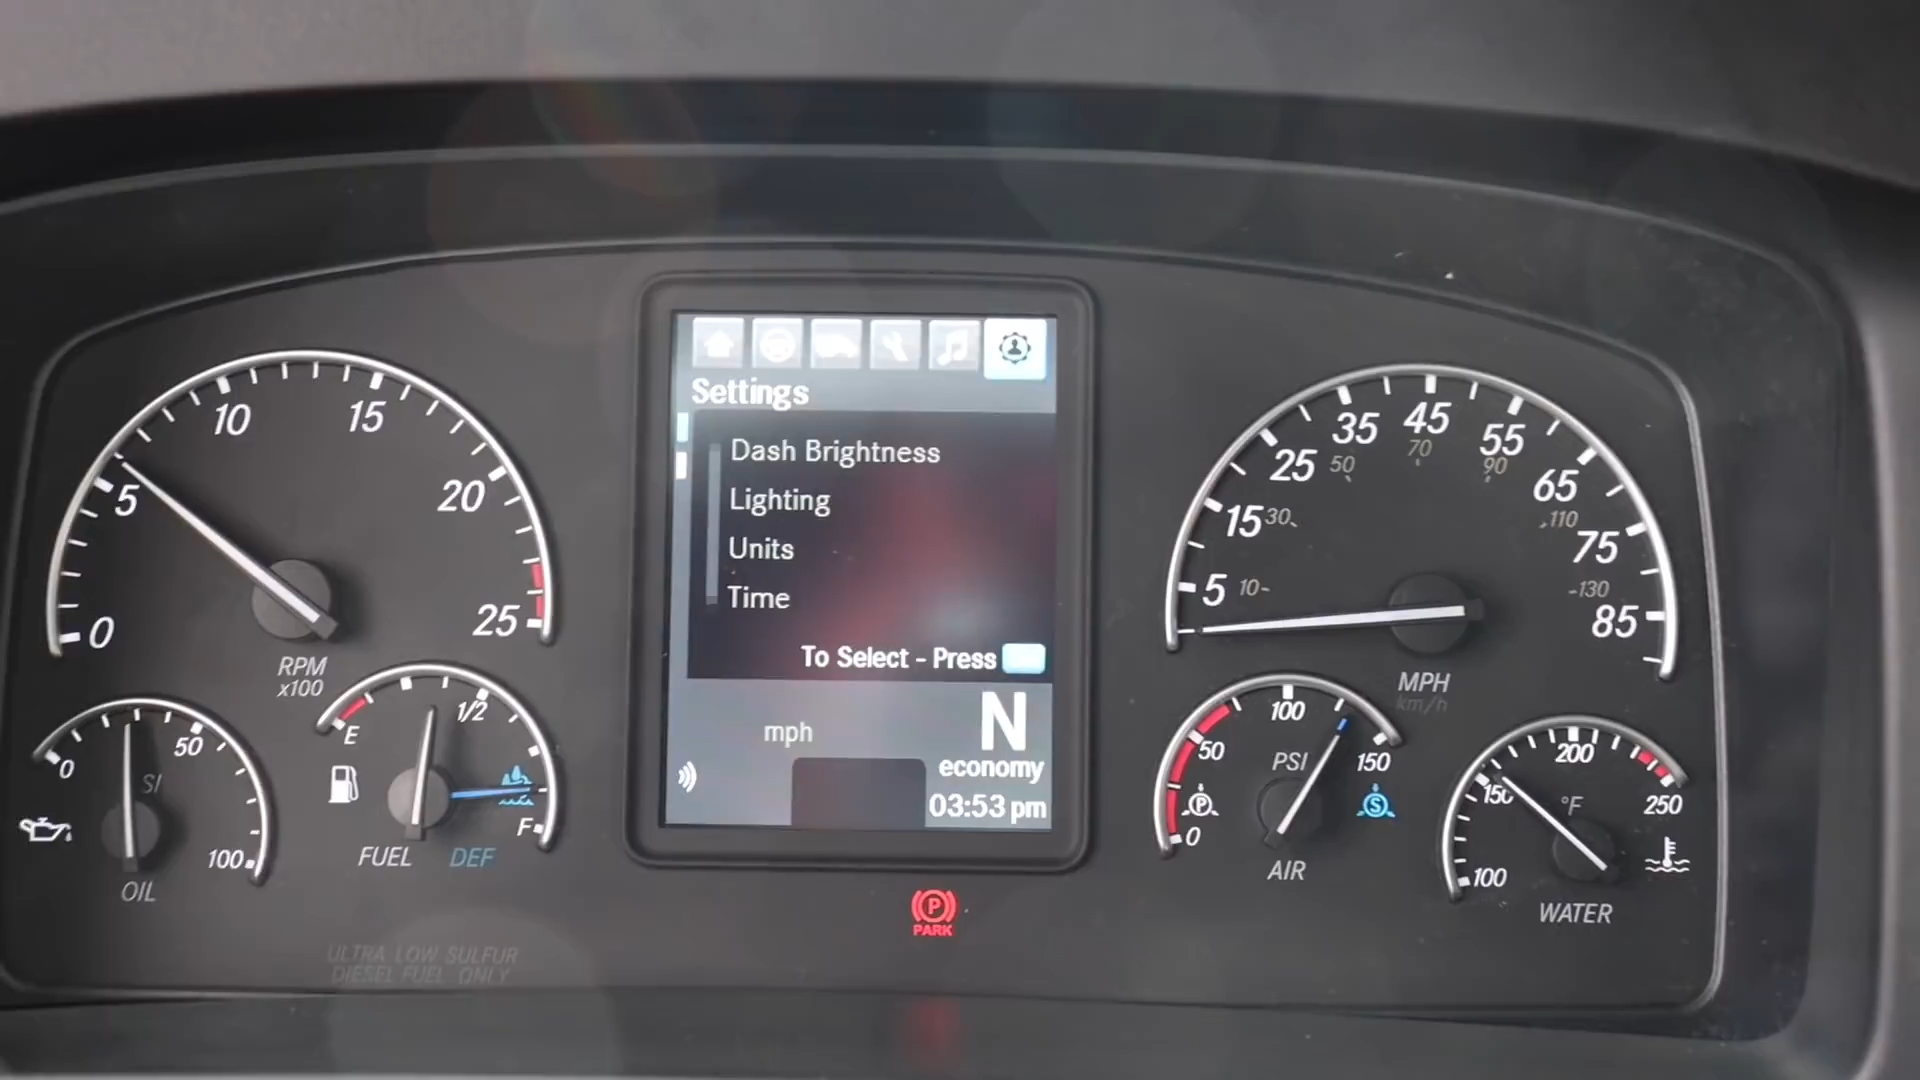 Settings
Dash Brightness
Lighting
Units
Time
To Select - Press
mph
N
economy
03:53 pm
0
5
10
15
20
25
RPM
x100
0
50
100
OIL
E
1/2
F
FUEL DEF
ULTRA LOW SULFUR
DIESEL FUEL ONLY
P
PARK
5
15
25
35
45
55
65
75
85
10
30
50
70
90
110
130
MPH
km/h
0
50
100
150
PSI
P
S
AIR
100
150
200
250
°F
WATER